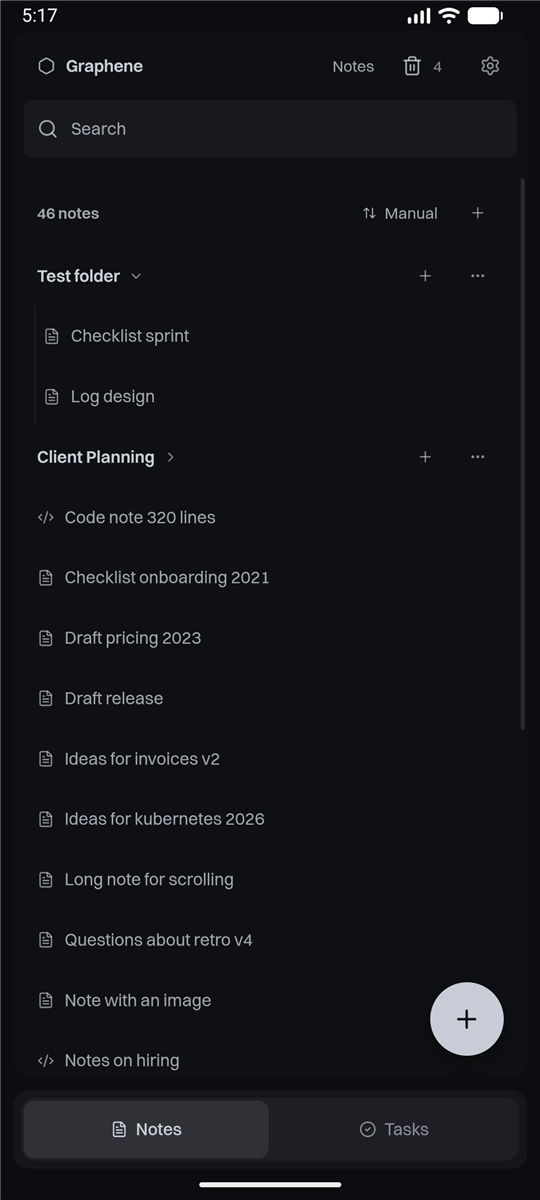 5:17
Graphene
Notes
4
Search
46 notes
Manual
Test folder
Checklist sprint
Log design
Client Planning
Code note 320 lines
Checklist onboarding 2021
Draft pricing 2023
Draft release
Ideas for invoices v2
Ideas for kubernetes 2026
Long note for scrolling
Questions about retro v4
Note with an image
Notes on hiring
Notes
Tasks